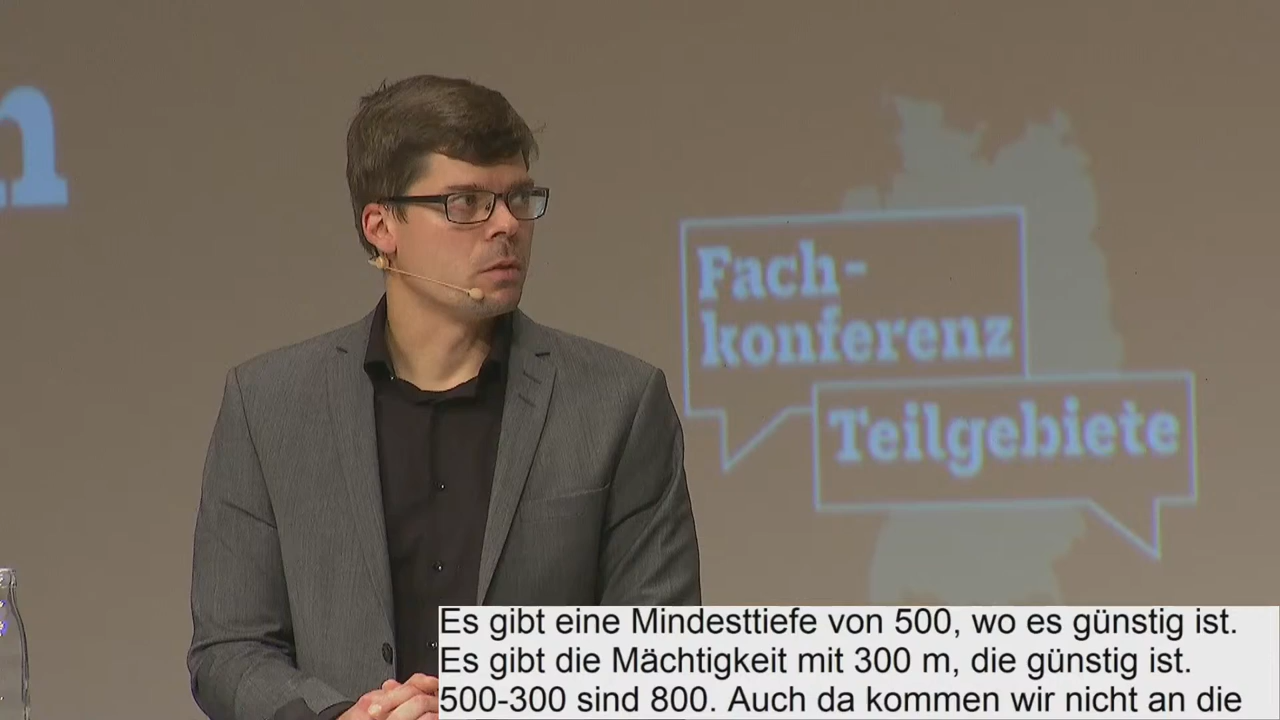 n
Fach-
konferenz
Teilgebiete
Es gibt eine Mindesttiefe von 500, wo es günstig ist.
Es gibt die Mächtigkeit mit 300 m, die günstig ist.
500-300 sind 800. Auch da kommen wir nicht an die